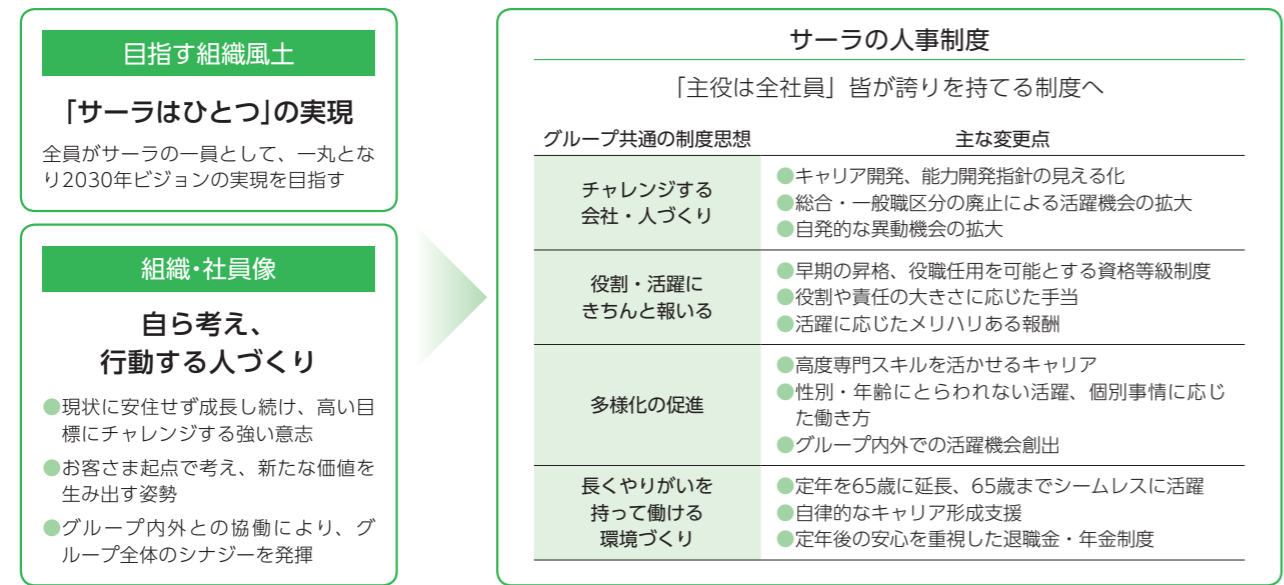 目指す組織風土
「サーラはひとつ」の実現
全員がサーラの一員として、一丸とな
り2030年ビジョンの実現を目指す
組織・社員像
自ら考え、
行動する人づくり
●現状に安住せず成長し続け、高い目
標にチャレンジする強い意志
●お客さま起点で考え、新たな価値を
生み出す姿勢
●グループ内外との協働により、グ
ループ全体のシナジーを発揮
サーラの人事制度
「主役は全社員」皆が誇りを持てる制度へ
グループ共通の制度思想
主な変更点
チャレンジする
会社・人づくり
●キャリア開発、能力開発指針の見える化
●総合・一般職区分の廃止による活躍機会の拡大
●自発的な異動機会の拡大
役割・活躍に
きちんと報いる
●早期の昇格、役職任用を可能とする資格等級制度
●役割や責任の大きさに応じた手当
●活躍に応じたメリハリある報酬
多様化の促進
●高度専門スキルを活かせるキャリア
●性別・年齢にとらわれない活躍、個別事情に応じ
た働き方
●グループ内外での活躍機会創出
長くやりがいを
持って働ける
環境づくり
●定年を65歳に延長、65歳までシームレスに活躍
●自律的なキャリア形成支援
●定年後の安心を重視した退職金・年金制度